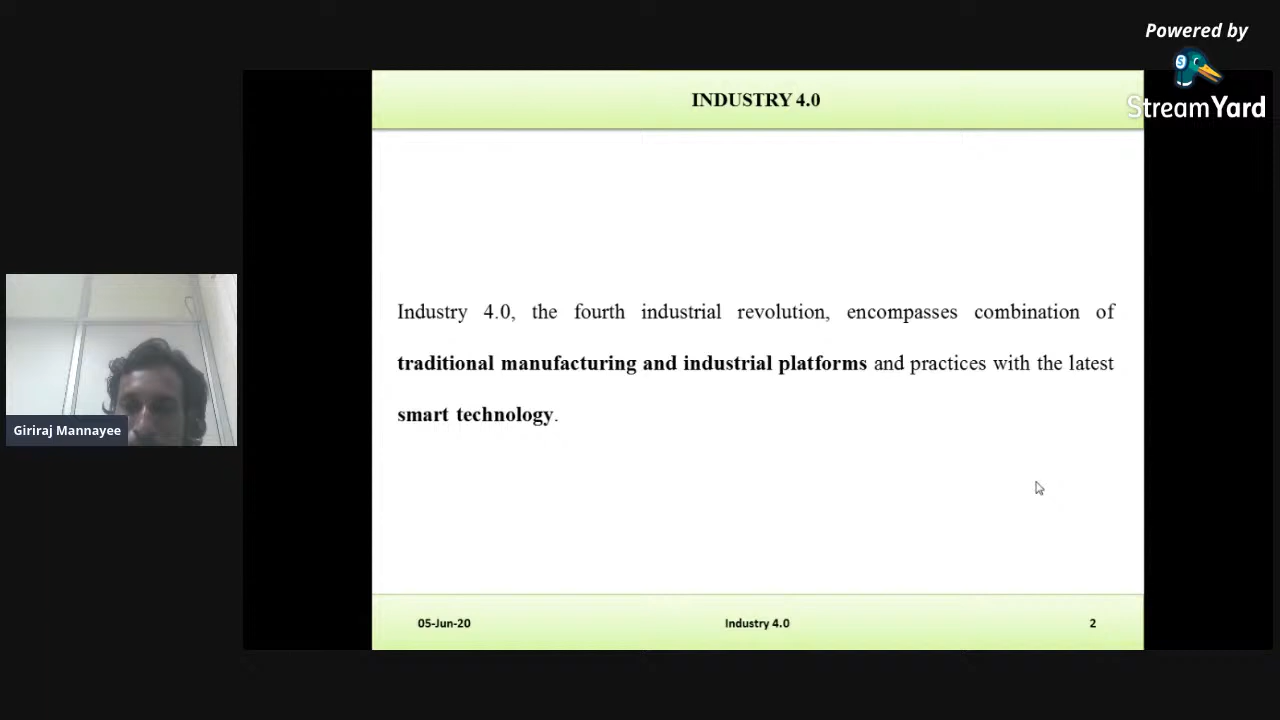 Powered by
StreamYard
INDUSTRY 4.0
Industry 4.0, the fourth industrial revolution, encompasses combination of
traditional manufacturing and industrial platforms and practices with the latest
smart technology.
Giriraj Mannayee
05-Jun-20 Industry 4.0 2